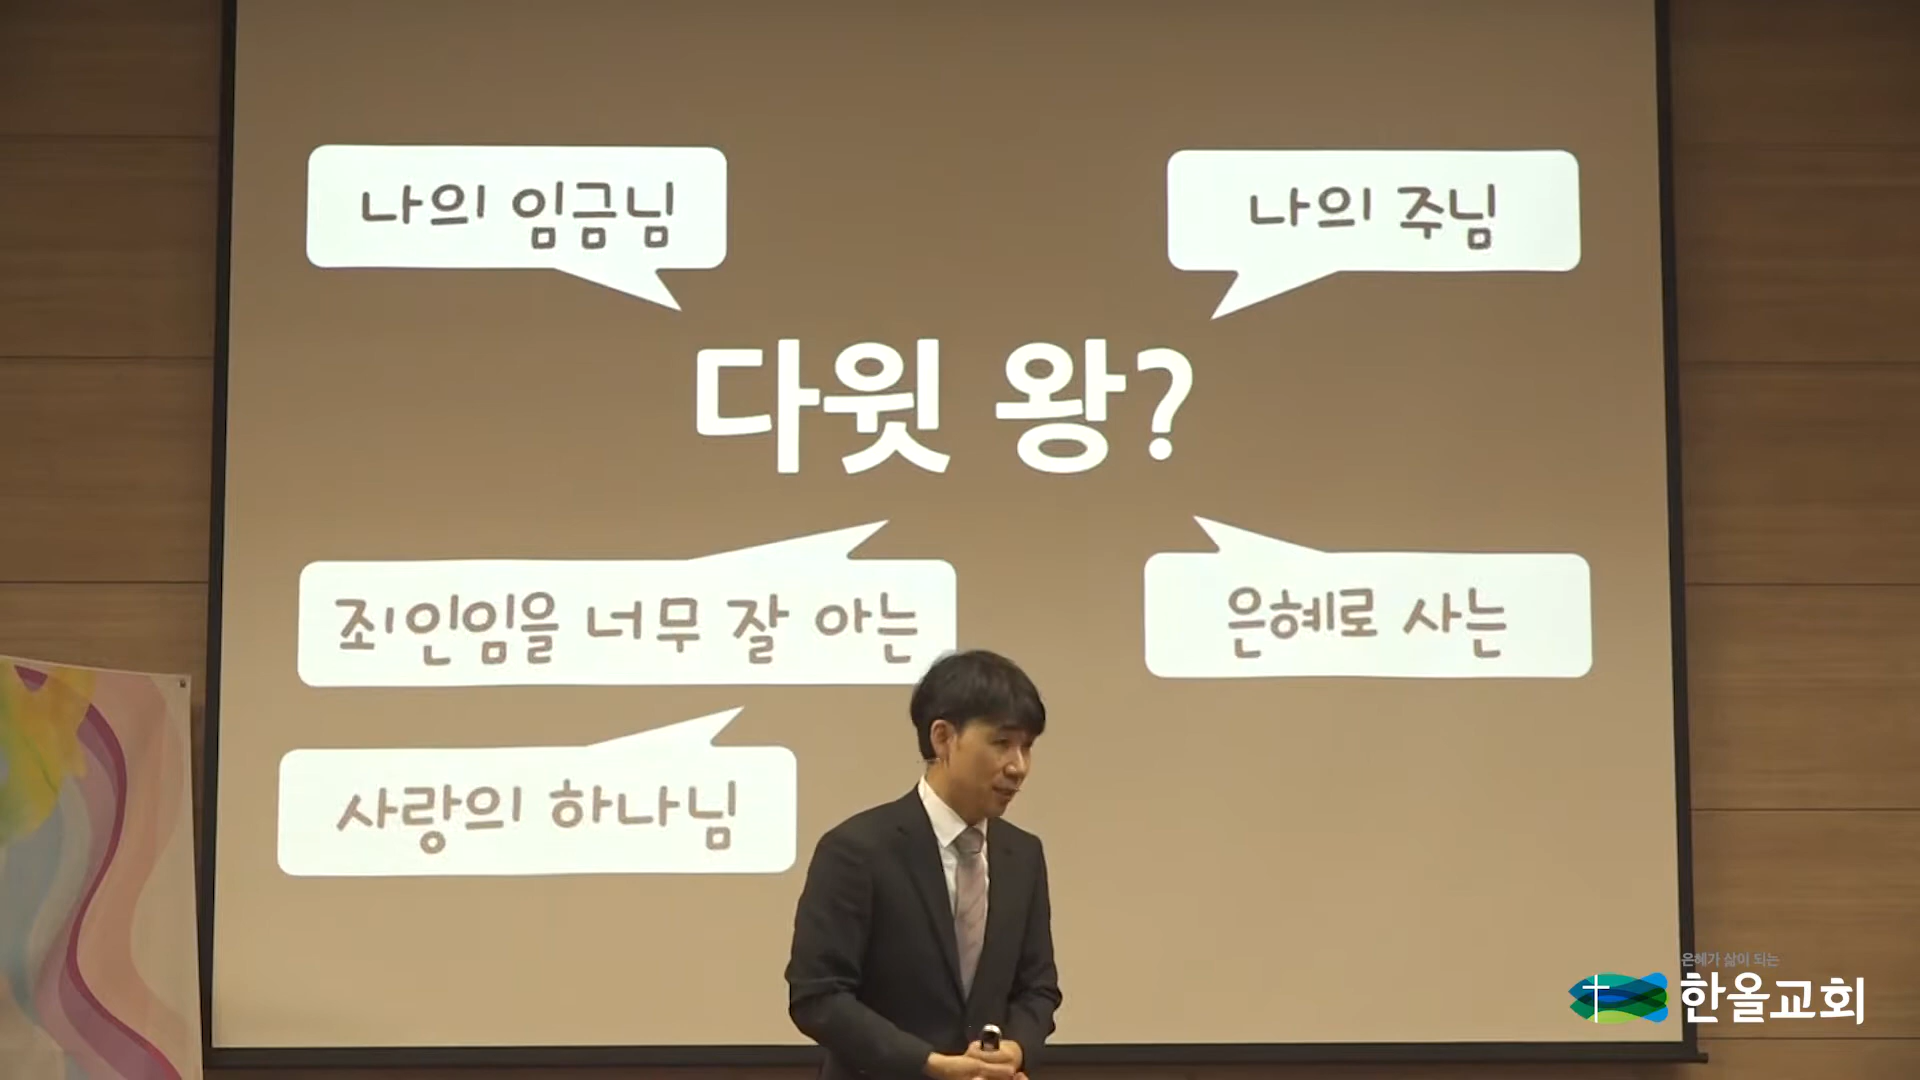 나의 임금님
나의 주님
다윗 왕?
죄인임을 너무 잘 아는
은혜로 사는
사랑의 하나님
은혜가 삶이 되는
한올교회